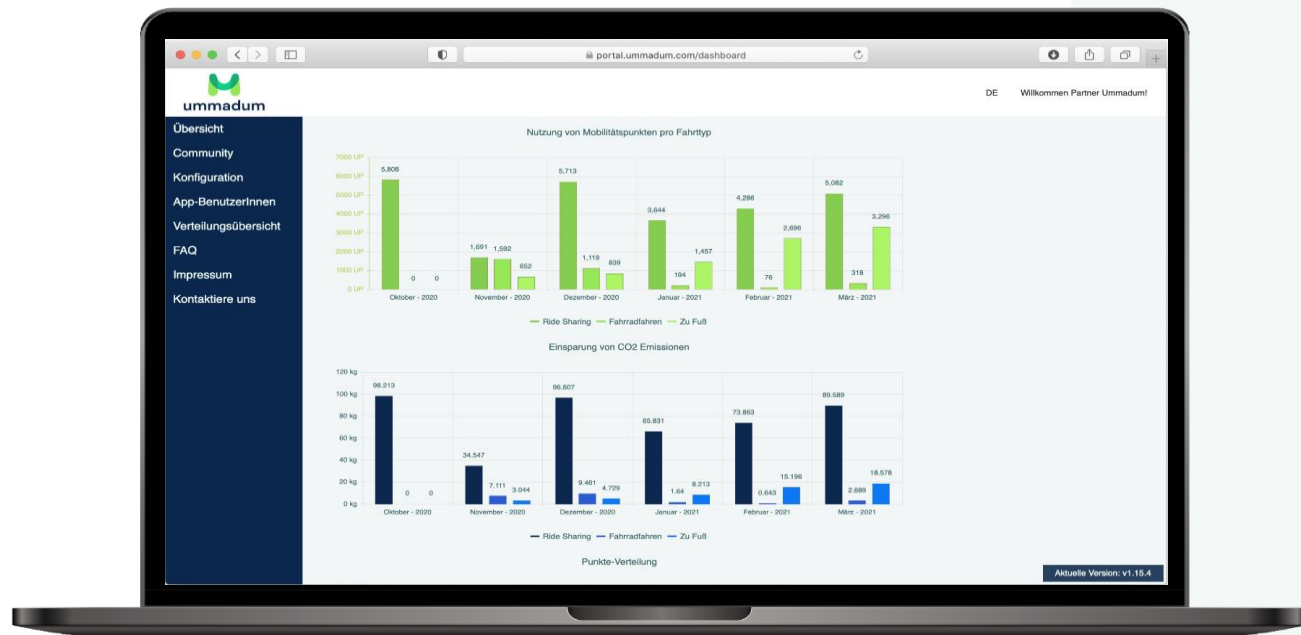 portal.ummadum.com/dashboard
ummadum
DE Willkommen Partner Ummadum!
Übersicht
Community
Konfiguration
App-BenutzerInnen
Verteilungsübersicht
FAQ
Impressum
Kontaktiere uns
Nutzung von Mobilitätspunkten pro Fahrttyp
7000 UP
6000 UP
5000 UP
4000 UP
3000 UP
2000 UP
1000 UP
0 UP
5,808 0 0
1,691 1,592 652
5,713 1,119 839
3,644 194 1,457
4,286 76 2,696
5,082 318 3,296
Oktober - 2020 November - 2020 Dezember - 2020 Januar - 2021 Februar - 2021 März - 2021
Ride Sharing Fahrradfahren Zu Fuß
Einsparung von CO2 Emissionen
120 kg
100 kg
80 kg
60 kg
40 kg
20 kg
0 kg
98.213 0 0
34.547 7.111 3.044
96.607 9.461 4.729
65.831 1.64 8.213
73.863 0.643 15.196
89.589 2.689 18.578
Oktober - 2020 November - 2020 Dezember - 2020 Januar - 2021 Februar - 2021 März - 2021
Ride Sharing Fahrradfahren Zu Fuß
Punkte-Verteilung
Aktuelle Version: v1.15.4